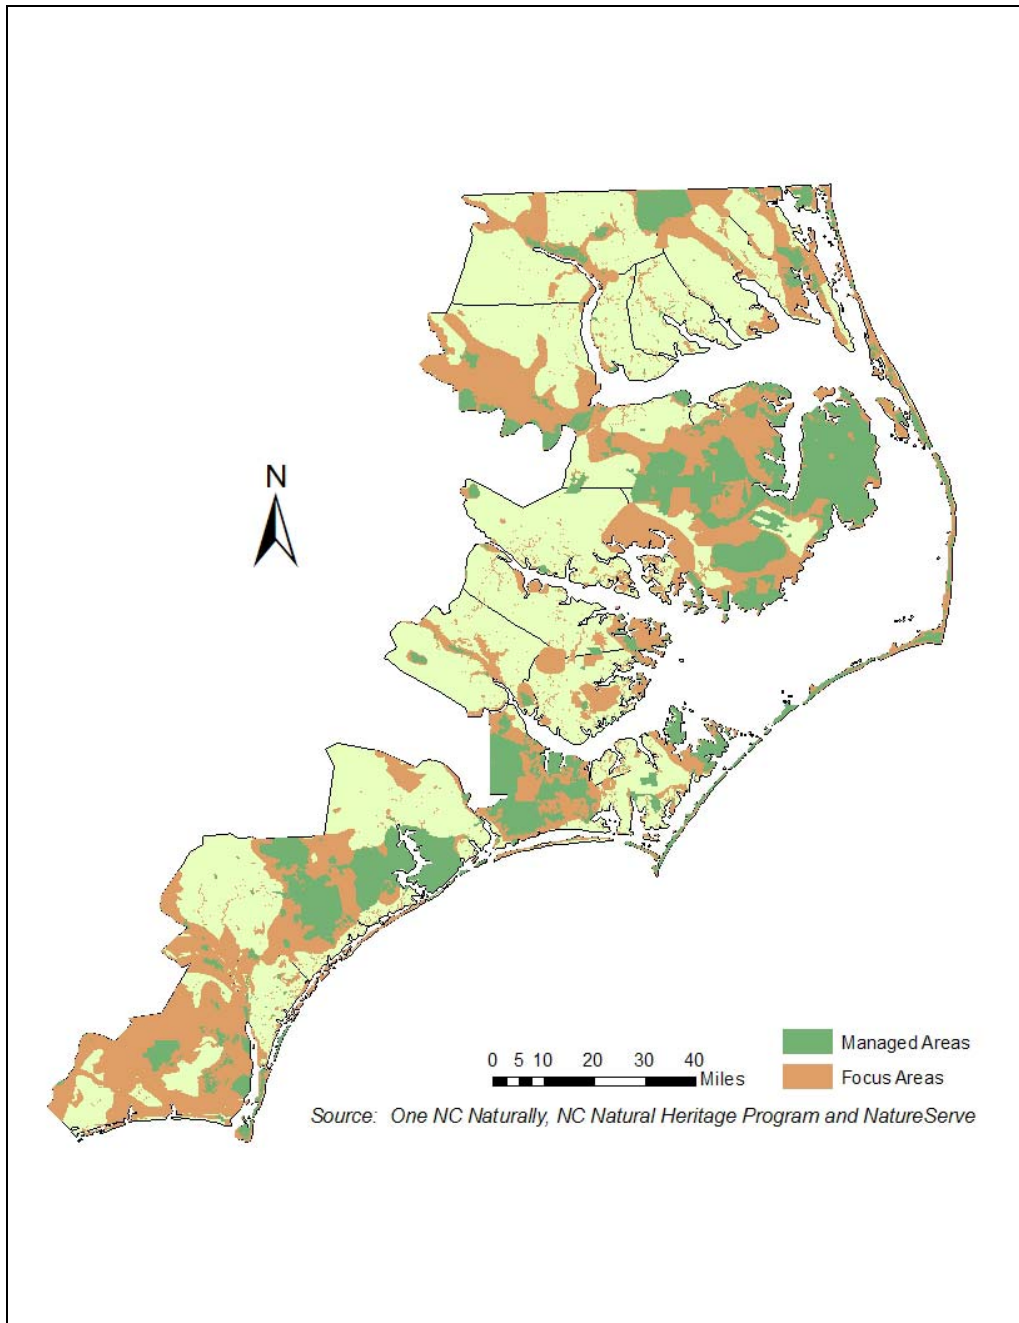 N
Managed Areas
0 5 10 20 30 40
Miles
Focus Areas
Source: One NC Naturally, NC Natural Heritage Program and NatureServe